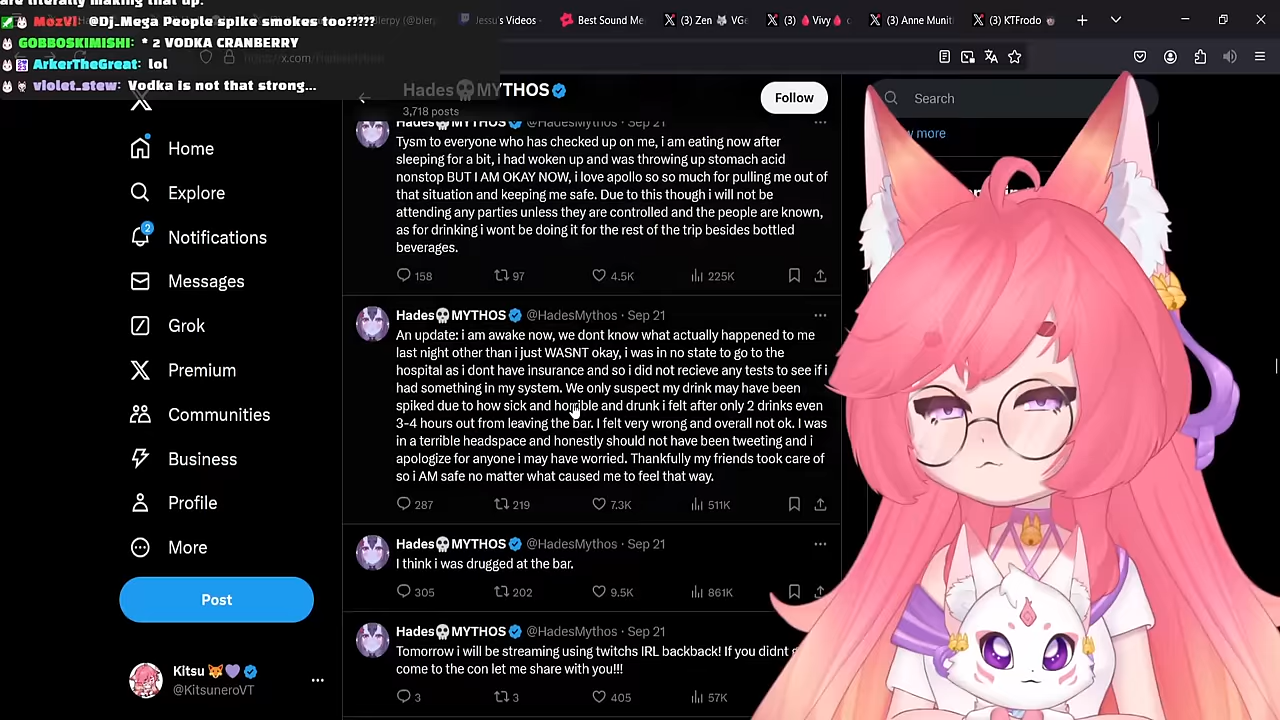 are literally making that up.
MozVI: @Dj_Mega People spike smokes too?????
GOBBOSKIMISHI: * 2 VODKA CRANBERRY
ArkerTheGreat: lol
violet_stew: Vodka is not that strong...
's Videos
Best Sound Me
(3) Zen
VG
(3)
Vivy
(3) Anne Munit
(3) KTFrodo
Hades💀MYTHOS
3,718 posts
Follow
Search
w more
Home
Explore
2
Notifications
Messages
Grok
Premium
Communities
Business
Profile
More
Post
Kitsu 🦊💜
@KitsuneroVT
Hades💀MYTHOS @HadesMythos · Sep 21
Tysm to everyone who has checked up on me, i am eating now after
sleeping for a bit, i had woken up and was throwing up stomach acid
nonstop BUT I AM OKAY NOW, i love apollo so so much for pulling me out of
that situation and keeping me safe. Due to this though i will not be
attending any parties unless they are controlled and the people are known,
as for drinking i wont be doing it for the rest of the trip besides bottled
beverages.
158 97 4.5K 225K
Hades💀MYTHOS @HadesMythos · Sep 21
An update: i am awake now, we dont know what actually happened to me
last night other than i just WASNT okay, i was in no state to go to the
hospital as i dont have insurance and so i did not recieve any tests to see if i
had something in my system. We only suspect my drink may have been
spiked due to how sick and horrible and drunk i felt after only 2 drinks even
3-4 hours out from leaving the bar. I felt very wrong and overall not ok. I was
in a terrible headspace and honestly should not have been tweeting and i
apologize for anyone i may have worried. Thankfully my friends took care of
so i AM safe no matter what caused me to feel that way.
287 219 7.3K 511K
Hades💀MYTHOS @HadesMythos · Sep 21
I think i was drugged at the bar.
305 202 9.5K 861K
Hades💀MYTHOS @HadesMythos · Sep 21
Tomorrow i will be streaming using twitchs IRL backback! If you didnt
come to the con let me share with you!!!
3 3 405 57K